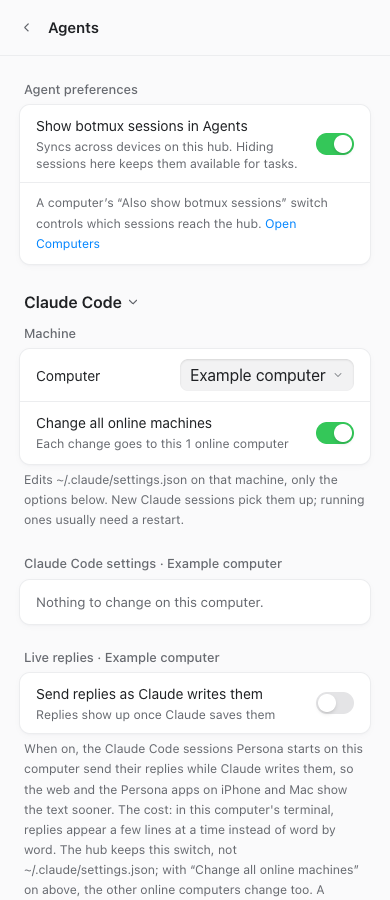 Agents
Agent preferences
Show botmux sessions in Agents
Syncs across devices on this hub. Hiding
sessions here keeps them available for tasks.
A computer’s “Also show botmux sessions” switch
controls which sessions reach the hub. Open
Computers
Claude Code
Machine
Computer
Example computer
Change all online machines
Each change goes to this 1 online computer
Edits ~/.claude/settings.json on that machine, only the
options below. New Claude sessions pick them up; running
ones usually need a restart.
Claude Code settings · Example computer
Nothing to change on this computer.
Live replies · Example computer
Send replies as Claude writes them
Replies show up once Claude saves them
When on, the Claude Code sessions Persona starts on this
computer send their replies while Claude writes them, so
the web and the Persona apps on iPhone and Mac show
the text sooner. The cost: in this computer's terminal,
replies appear a few lines at a time instead of word by
word. The hub keeps this switch, not
~/.claude/settings.json; with “Change all online machines”
on above, the other online computers change too. A